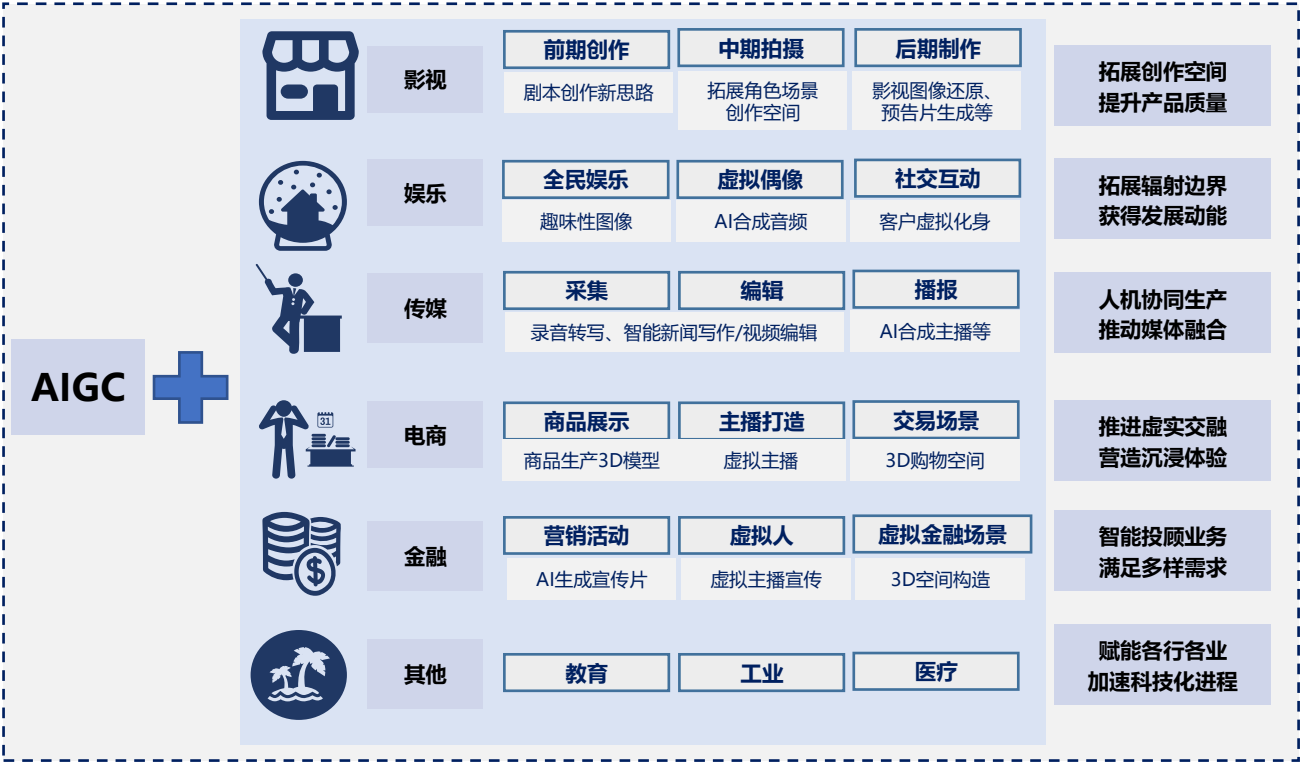 AIGC
影视
前期创作
剧本创作新思路
中期拍摄
拓展角色场景
创作空间
后期制作
影视图像还原、
预告片生成等
拓展创作空间
提升产品质量
娱乐
全民娱乐
趣味性图像
虚拟偶像
AI合成音频
社交互动
客户虚拟化身
拓展辐射边界
获得发展动能
传媒
采集
编辑
录音转写、智能新闻写作/视频编辑
播报
AI合成主播等
人机协同生产
推动媒体融合
31
电商
商品展示
商品生产3D模型
主播打造
虚拟主播
交易场景
3D购物空间
推进虚实交融
营造沉浸体验
$
金融
营销活动
AI生成宣传片
虚拟人
虚拟主播宣传
虚拟金融场景
3D空间构造
智能投顾业务
满足多样需求
其他
教育
工业
医疗
赋能各行各业
加速科技化进程